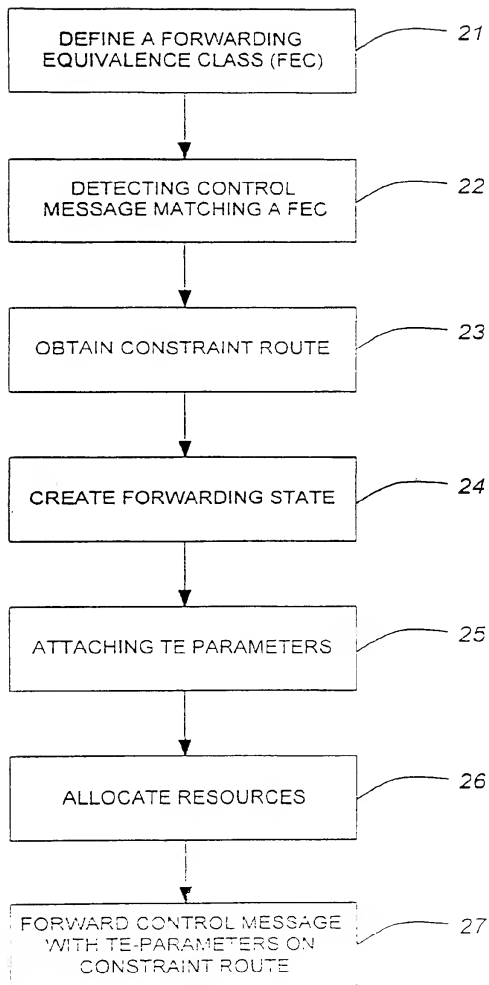 DEFINE A FORWARDING
EQUIVALENCE CLASS (FEC)
21
DETECTING CONTROL
MESSAGE MATCHING A FEC
22
OBTAIN CONSTRAINT ROUTE
23
CREATE FORWARDING STATE
24
ATTACHING TE PARAMETERS
25
ALLOCATE RESOURCES
26
FORWARD CONTROL MESSAGE
WITH TE-PARAMETERS ON
CONSTRAINT ROUTE
27